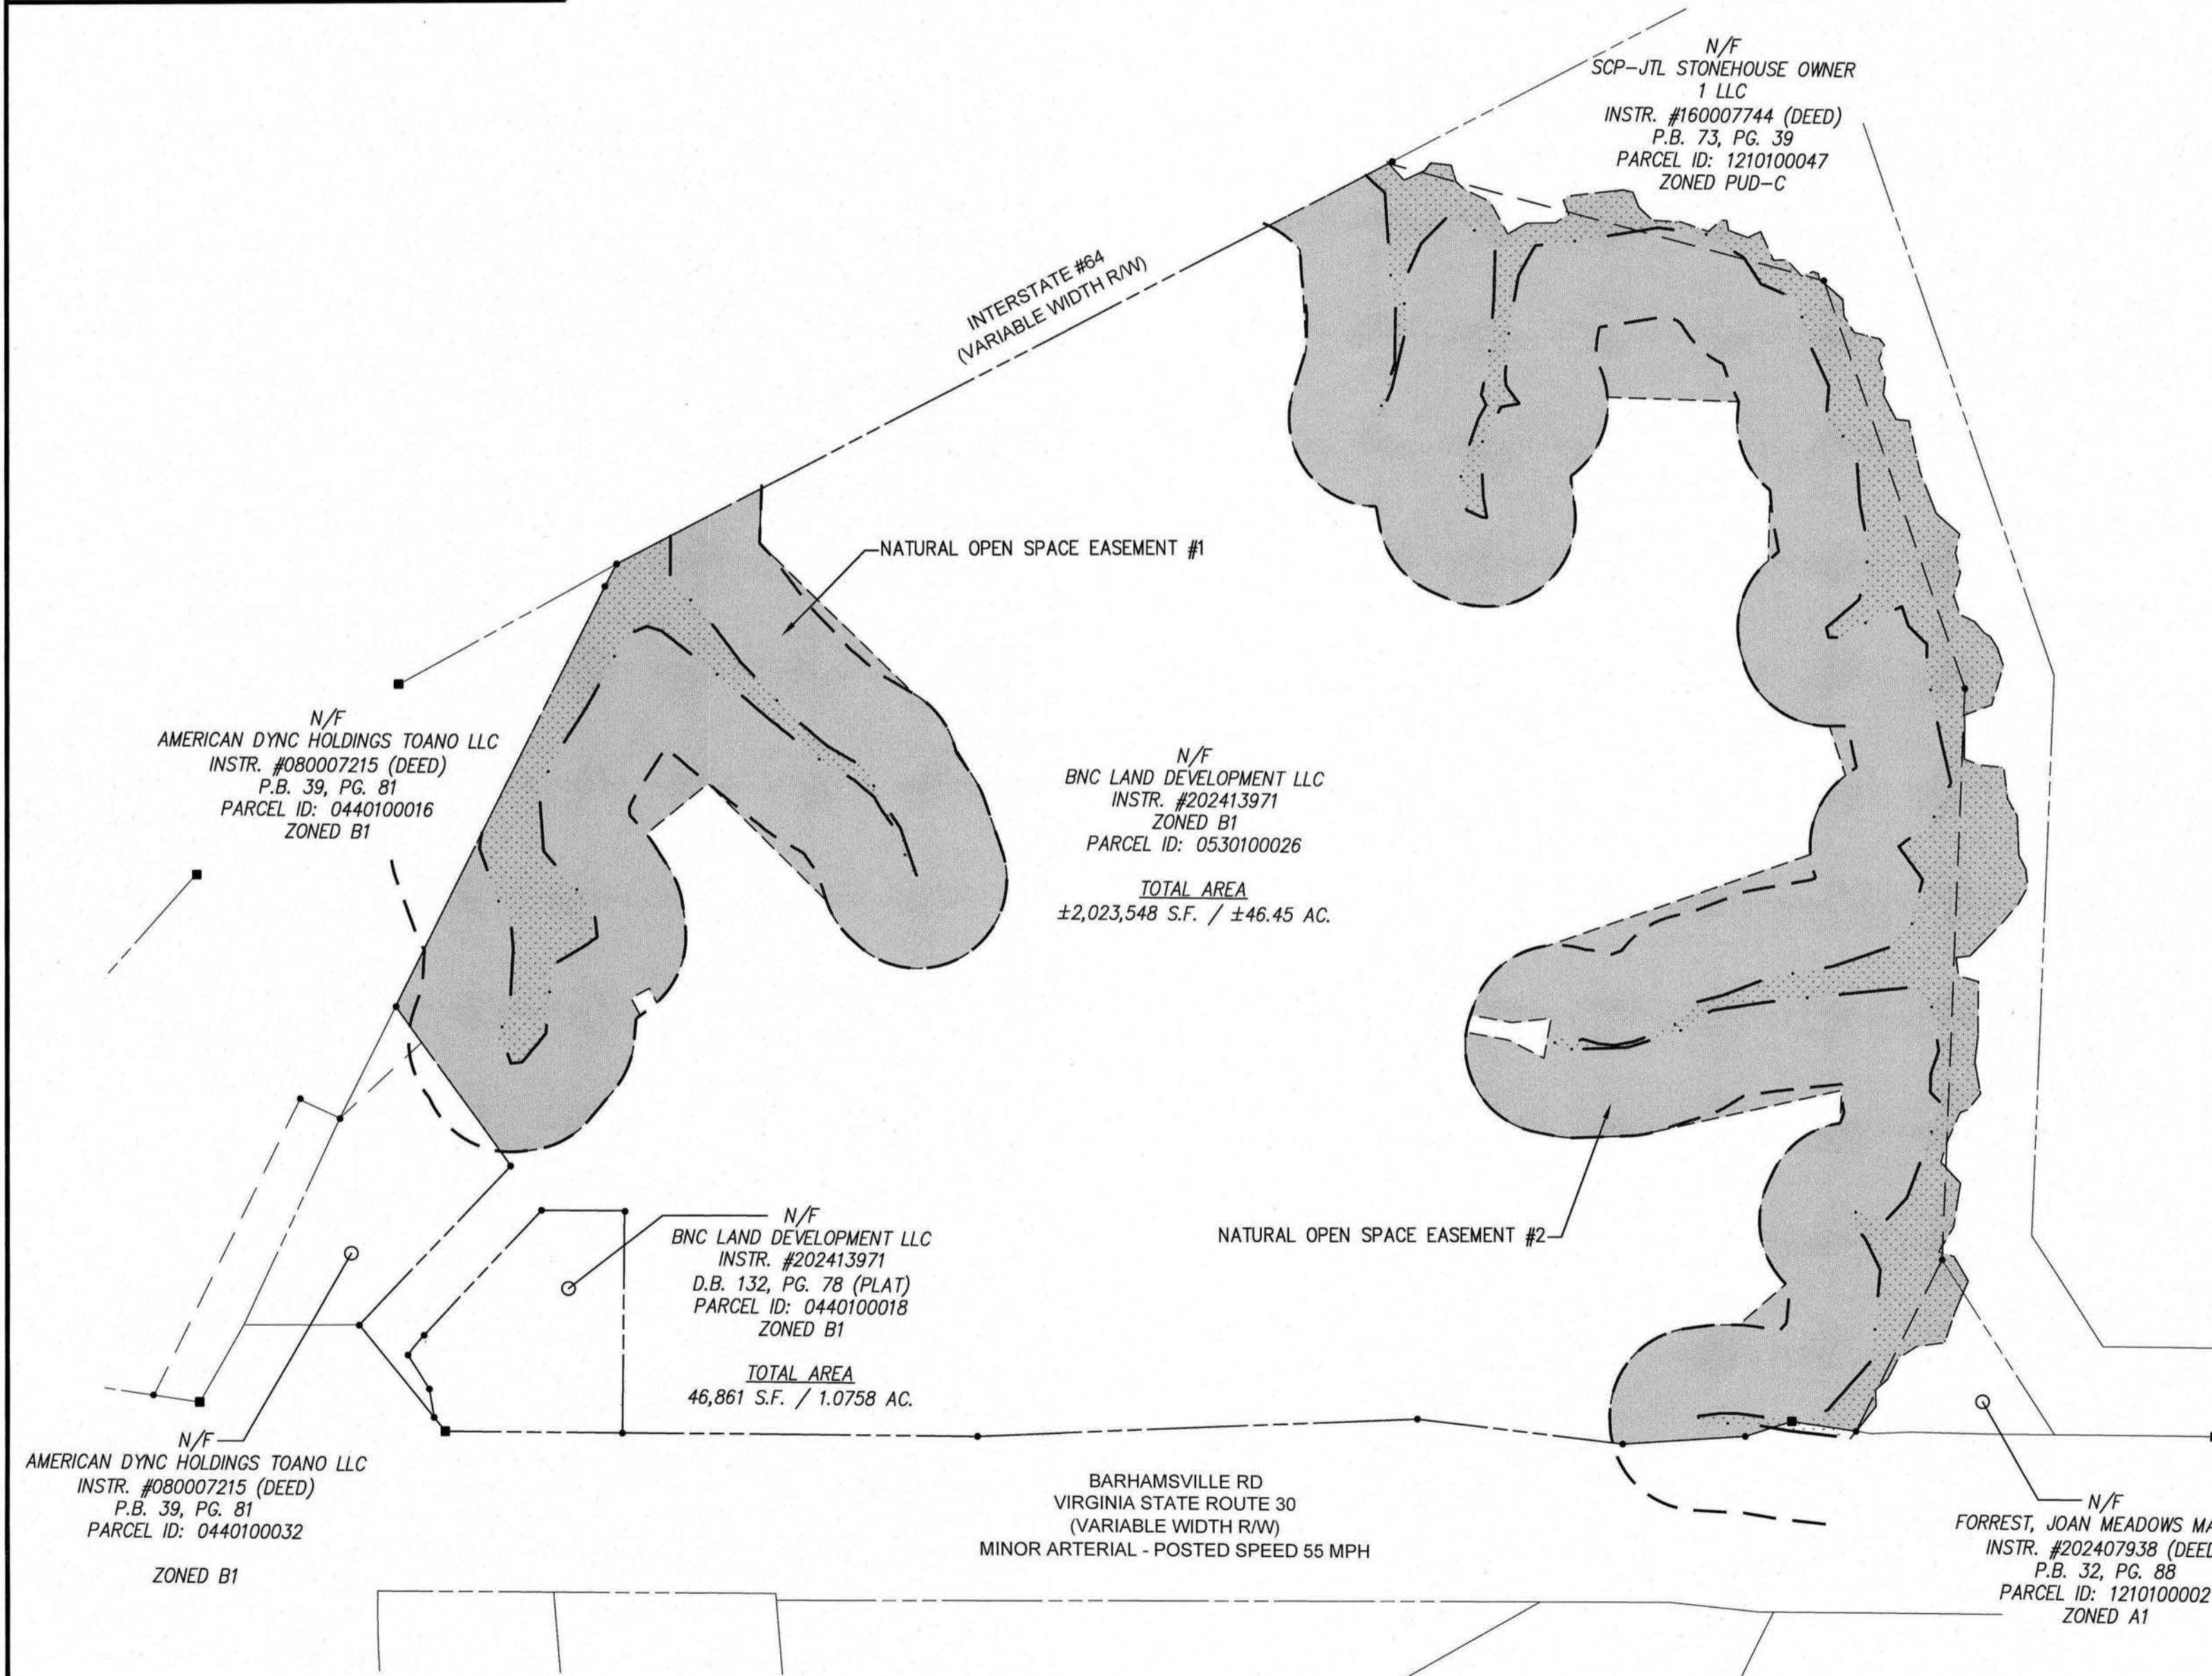 N/F
SCP-JTL STONEHOUSE OWNER
1 LLC
INSTR. #160007744 (DEED)
P.B. 73, PG. 39
PARCEL ID: 1210100047
ZONED PUD-C
INTERSTATE #64
(VARIABLE WIDTH R/W)
NATURAL OPEN SPACE EASEMENT #1
N/F
AMERICAN DYNC HOLDINGS TOANO LLC
INSTR. #080007215 (DEED)
P.B. 39, PG. 81
PARCEL ID: 0440100016
ZONED B1
N/F
BNC LAND DEVELOPMENT LLC
INSTR. #202413971
ZONED B1
PARCEL ID: 0530100026
TOTAL AREA
±2,023,548 S.F. / ±46.45 AC.
N/F
BNC LAND DEVELOPMENT LLC
INSTR. #202413971
D.B. 132, PG. 78 (PLAT)
PARCEL ID: 0440100018
ZONED B1
TOTAL AREA
46,861 S.F. / 1.0758 AC.
NATURAL OPEN SPACE EASEMENT #2
N/F
AMERICAN DYNC HOLDINGS TOANO LLC
INSTR. #080007215 (DEED)
P.B. 39, PG. 81
PARCEL ID: 0440100032
ZONED B1
BARHAMSVILLE RD
VIRGINIA STATE ROUTE 30
(VARIABLE WIDTH R/W)
MINOR ARTERIAL - POSTED SPEED 55 MPH
N/F
FORREST, JOAN MEADOWS MA
INSTR. #202407938 (DEED
P.B. 32, PG. 88
PARCEL ID: 1210100002
ZONED A1